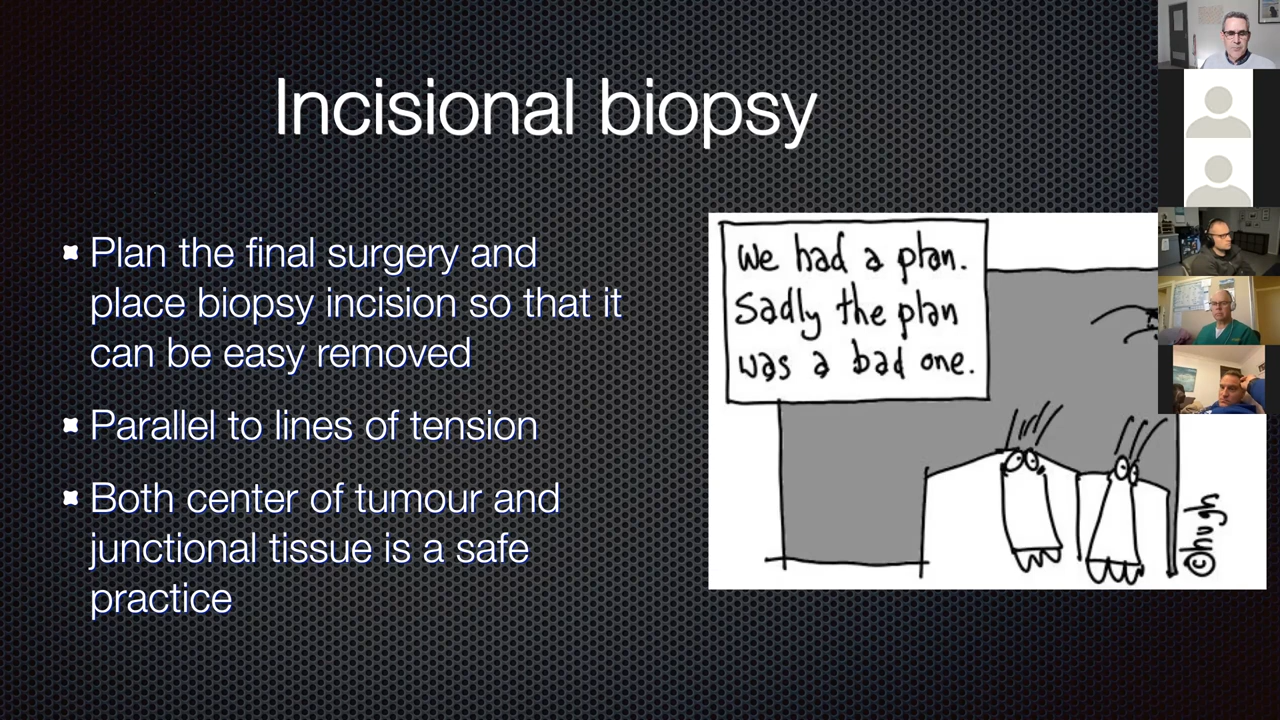 Incisional biopsy
Plan the final surgery and
place biopsy incision so that it
can be easy removed
Parallel to lines of tension
Both center of tumour and
junctional tissue is a safe
practice
We had a plan.
Sadly the plan
was a bad one.
©hugh